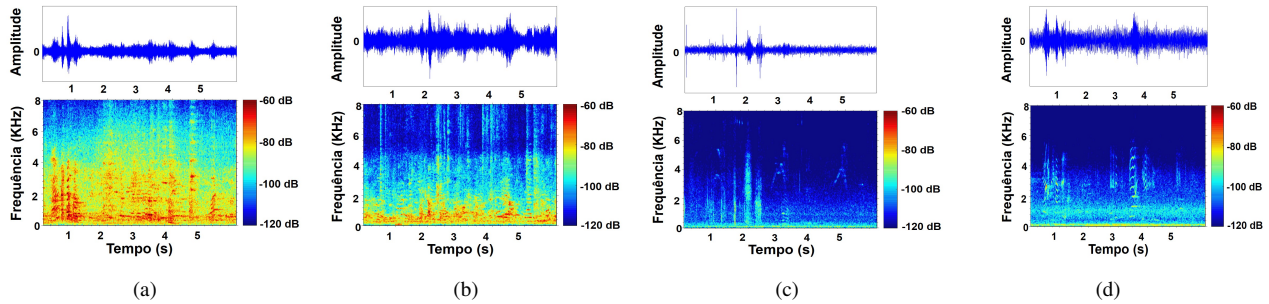 Amplitude
0
1 2 3 4 5
Frequência (KHz)
8
6
4
2
0
-60 dB
-80 dB
-100 dB
-120 dB
1 2 3 4 5
Tempo (s)
(a)
Amplitude
0
1 2 3 4 5
Frequência (KHz)
8
6
4
2
0
-60 dB
-80 dB
-100 dB
-120 dB
1 2 3 4 5
Tempo (s)
(b)
Amplitude
0
1 2 3 4 5
Frequência (KHz)
8
6
4
2
0
-60 dB
-80 dB
-100 dB
-120 dB
1 2 3 4 5
Tempo (s)
(c)
Amplitude
0
1 2 3 4 5
Frequência (KHz)
8
6
4
2
0
-60 dB
-80 dB
-100 dB
-120 dB
1 2 3 4 5
Tempo (s)
(d)